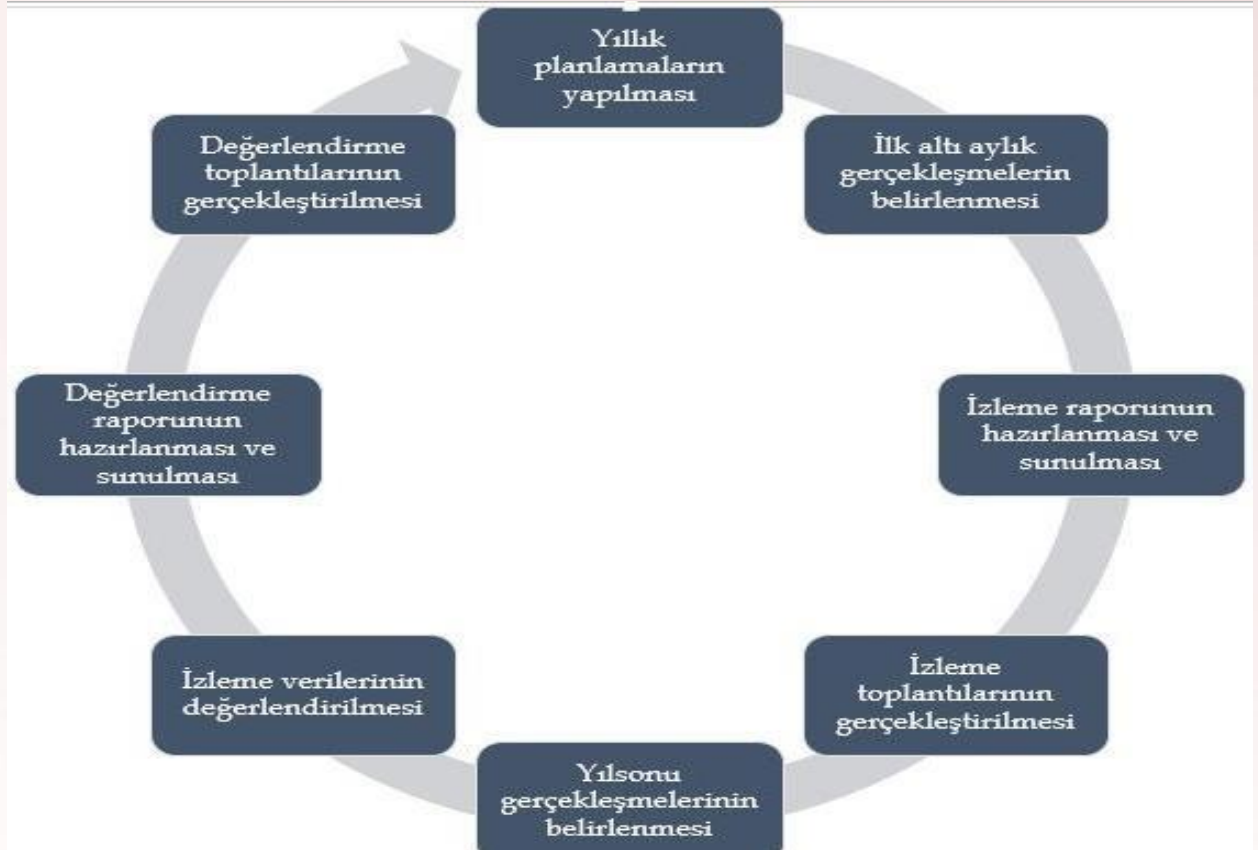 Yıllık
planlamaların
yapılması
İlk altı aylık
gerçekleşmelerin
belirlenmesi
İzleme raporunun
hazırlanması ve
sunulması
İzleme
toplantılarının
gerçekleştirilmesi
Yılsonu
gerçekleşmelerinin
belirlenmesi
İzleme verilerinin
değerlendirilmesi
Değerlendirme
raporunun
hazırlanması ve
sunulması
Değerlendirme
toplantılarının
gerçekleştirilmesi